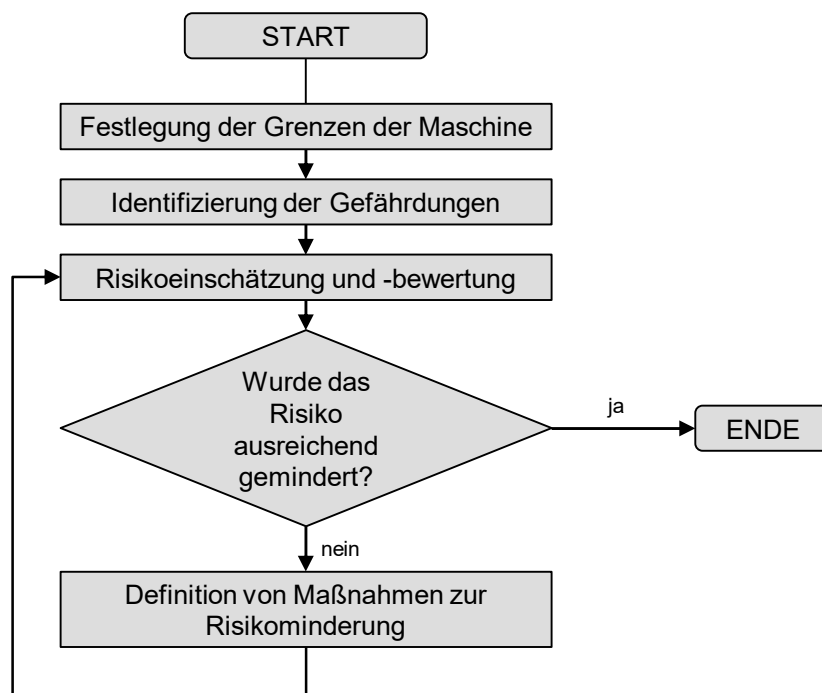 START
Festlegung der Grenzen der Maschine
Identifizierung der Gefährdungen
Risikoeinschätzung und -bewertung
Wurde das
Risiko
ausreichend
gemindert?
ja
ENDE
nein
Definition von Maßnahmen zur
Risikominderung